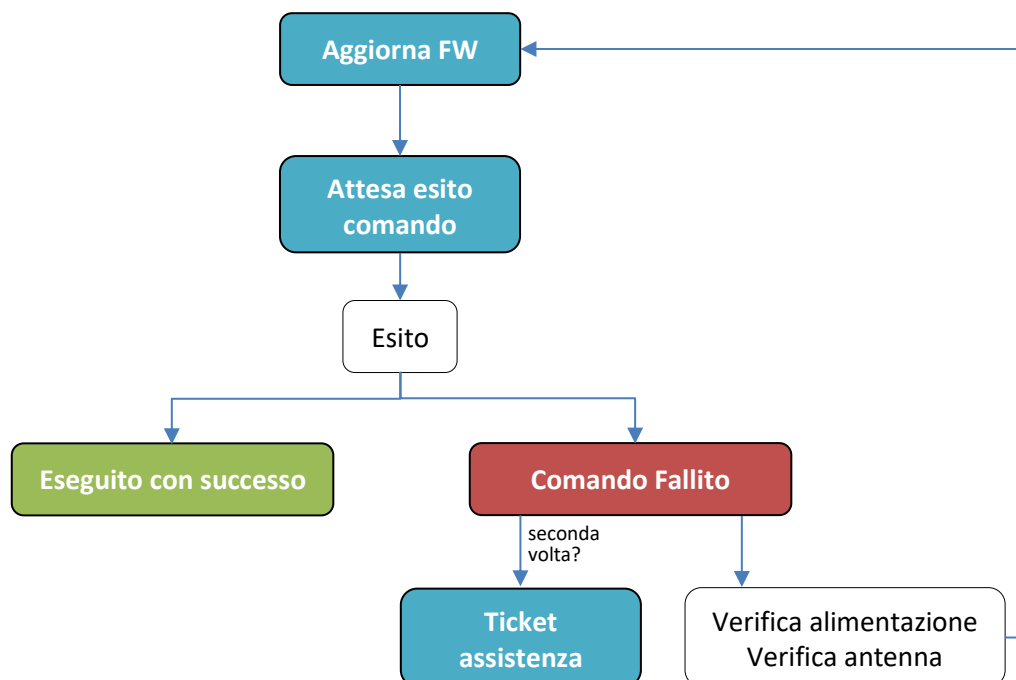 Aggiorna FW
Attesa esito
comando
Esito
Eseguito con successo
Comando Fallito
seconda
volta?
Ticket
assistenza
Verifica alimentazione
Verifica antenna